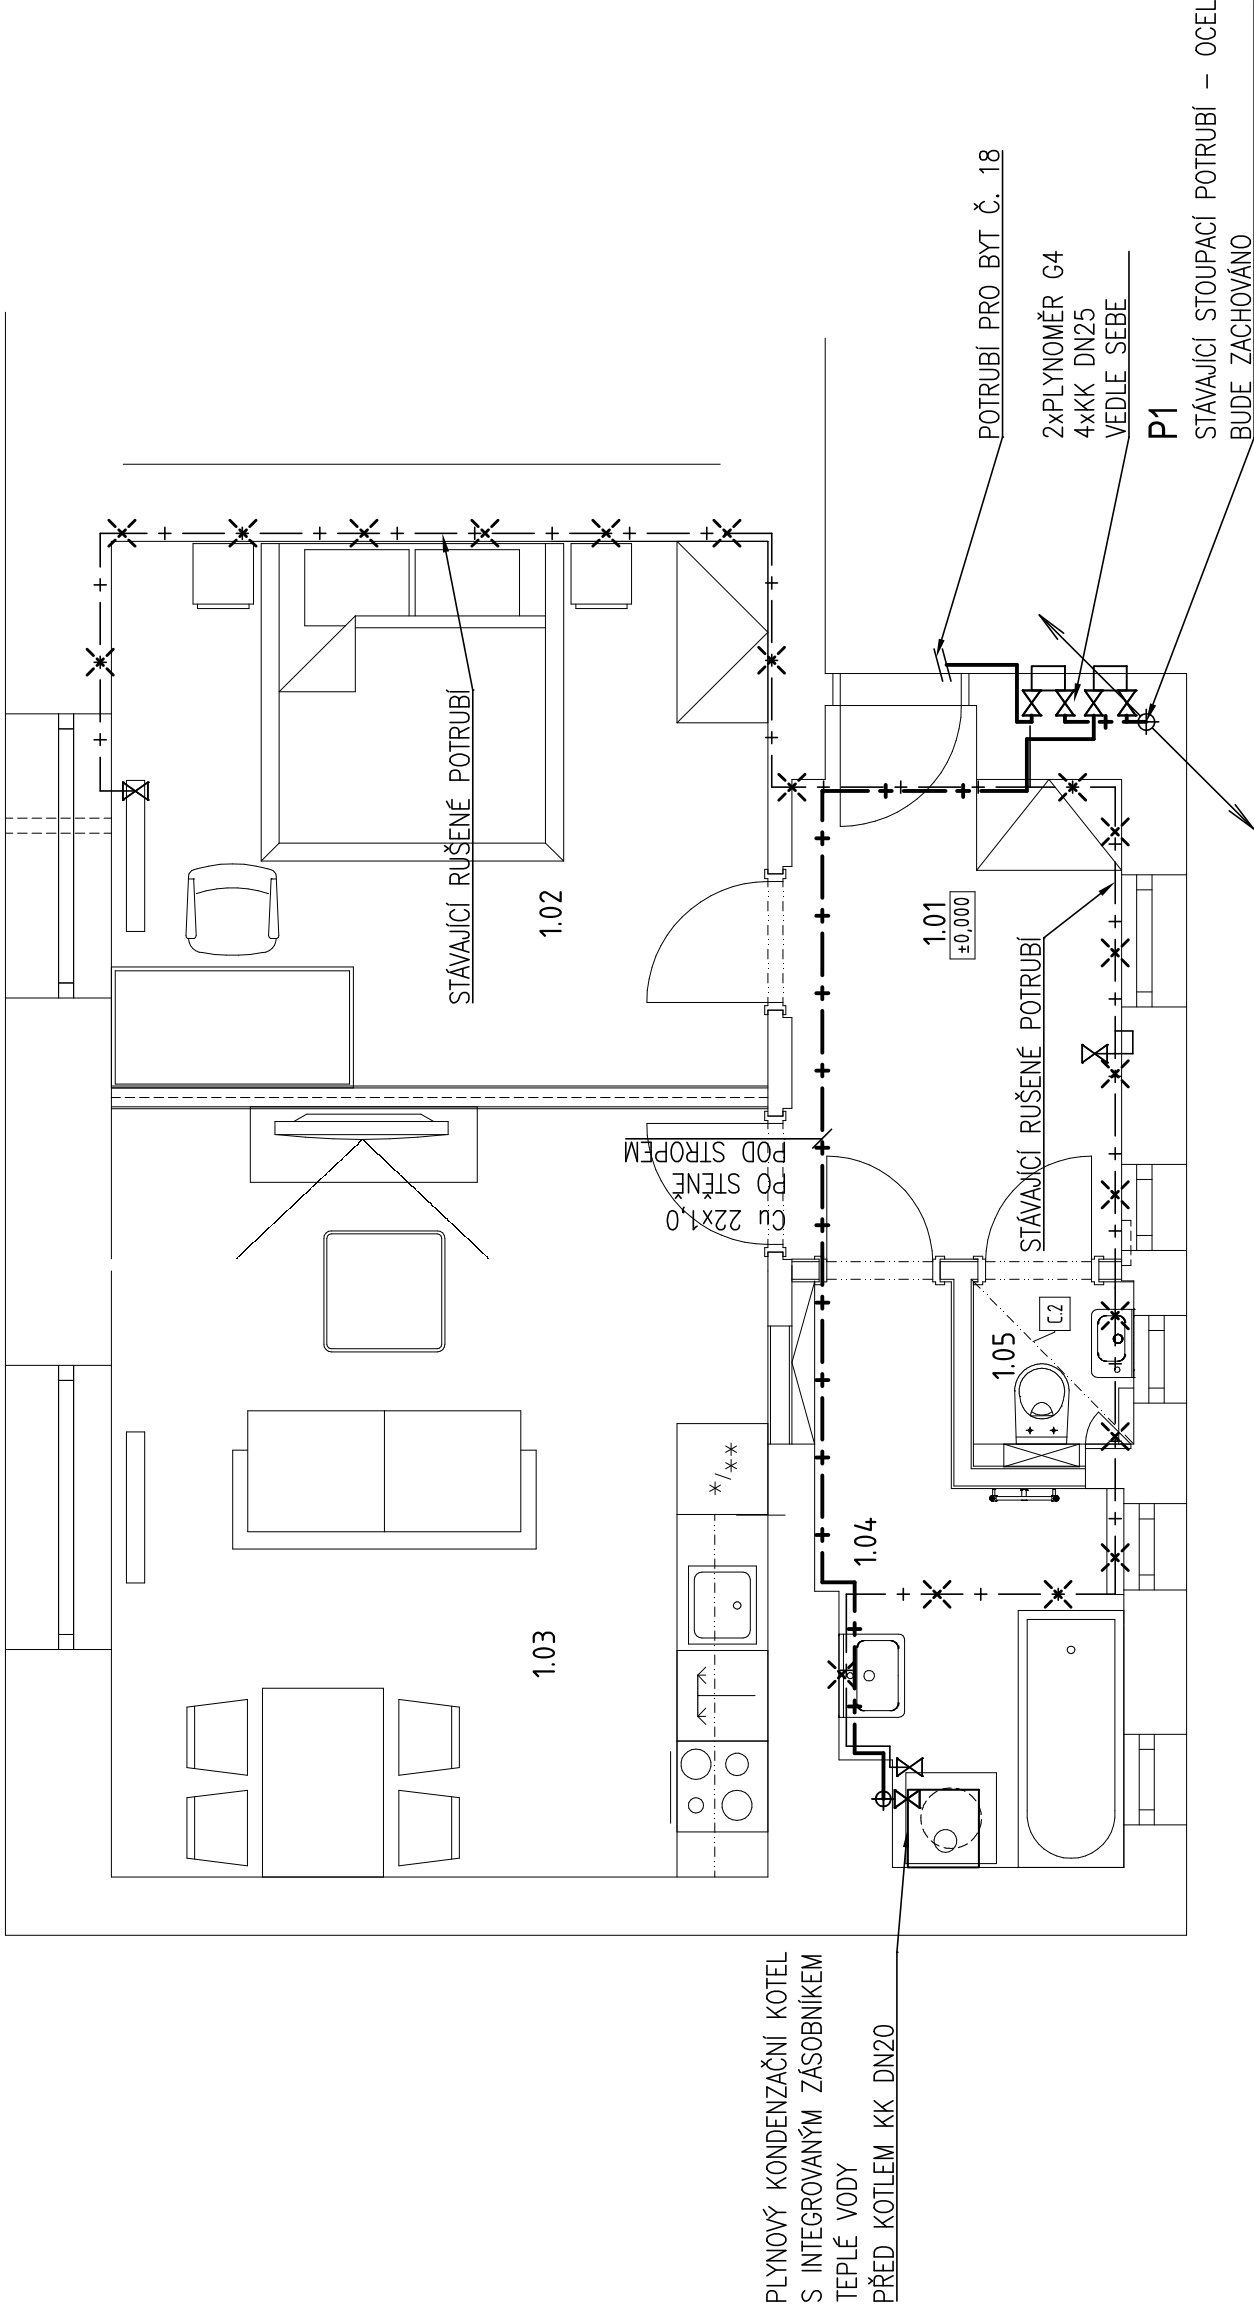 POTRUBÍ PRO BYT Č. 18
2xPLYNOMĚR G4
4xKK DN25
VEDLE SEBE
P1
STÁVAJÍCÍ STOUPACÍ POTRUBÍ – OCEL
BUDE ZACHOVÁNO
STÁVAJÍCÍ RUŠENÉ POTRUBÍ
1.02
1.01
±0,000
STÁVAJÍCÍ RUŠENÉ POTRUBÍ
Cu 22x1,0
PO STĚNĚ
POD STROPEM
1.05
C.2
*/**
1.04
1.03
PLYNOVÝ KONDENZAČNÍ KOTEL
S INTEGROVANÝM ZÁSOBNÍKEM
TEPLÉ VODY
PŘED KOTLEM KK DN20